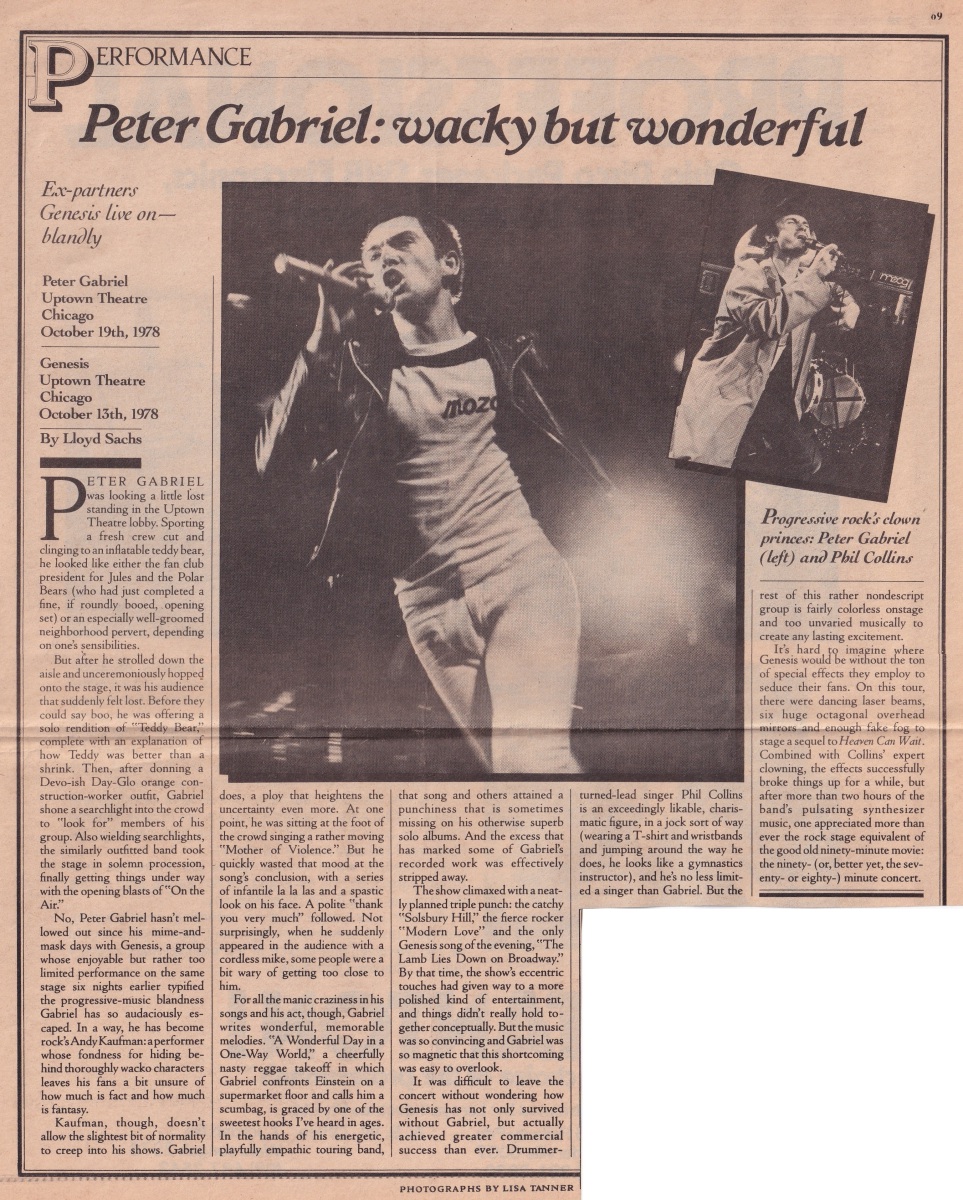 69
PERFORMANCE
Peter Gabriel: wacky but wonderful
Ex-partners
Genesis live on—
blandly
Peter Gabriel
Uptown Theatre
Chicago
October 19th, 1978
Genesis
Uptown Theatre
Chicago
October 13th, 1978
By Lloyd Sachs
PETER GABRIEL
was looking a little lost
standing in the Uptown
Theatre lobby. Sporting
a fresh crew cut and
clinging to an inflatable teddy bear,
he looked like either the fan club
president for Jules and the Polar
Bears (who had just completed a
fine, if roundly booed, opening
set) or an especially well-groomed
neighborhood pervert, depending
on one's sensibilities.
But after he strolled down the
aisle and unceremoniously hopped
onto the stage, it was his audience
that suddenly felt lost. Before they
could say boo, he was offering a
solo rendition of "Teddy Bear,"
complete with an explanation of
how Teddy was better than a
shrink. Then, after donning a
Devo-ish Day-Glo orange con-
struction-worker outfit, Gabriel
shone a searchlight into the crowd
to "look for" members of his
group. Also wielding searchlights,
the similarly outfitted band took
the stage in solemn procession,
finally getting things under way
with the opening blasts of "On the
Air."
No, Peter Gabriel hasn't mel-
lowed out since his mime-and-
mask days with Genesis, a group
whose enjoyable but rather too
limited performance on the same
stage six nights earlier typified
the progressive-music blandness
Gabriel has so audaciously es-
caped. In a way, he has become
rock's Andy Kaufman: a performer
whose fondness for hiding be-
hind thoroughly wacko characters
leaves his fans a bit unsure of
how much is fact and how much
is fantasy.
Kaufman, though, doesn't
allow the slightest bit of normality
to creep into his shows. Gabriel
does, a ploy that heightens the
uncertainty even more. At one
point, he was sitting at the foot of
the crowd singing a rather moving
"Mother of Violence." But he
quickly wasted that mood at the
song's conclusion, with a series
of infantile la la las and a spastic
look on his face. A polite "thank
you very much" followed. Not
surprisingly, when he suddenly
appeared in the audience with a
cordless mike, some people were a
bit wary of getting too close to
him.
For all the manic craziness in his
songs and his act, though, Gabriel
writes wonderful, memorable
melodies. "A Wonderful Day in a
One-Way World," a cheerfully
nasty reggae takeoff in which
Gabriel confronts Einstein on a
supermarket floor and calls him a
scumbag, is graced by one of the
sweetest hooks I've heard in ages.
In the hands of his energetic,
playfully empathic touring band,
that song and others attained a
punchiness that is sometimes
missing on his otherwise superb
solo albums. And the excess that
has marked some of Gabriel's
recorded work was effectively
stripped away.
The show climaxed with a neat-
ly planned triple punch: the catchy
"Solsbury Hill," the fierce rocker
"Modern Love" and the only
Genesis song of the evening, "The
Lamb Lies Down on Broadway."
By that time, the show's eccentric
touches had given way to a more
polished kind of entertainment,
and things didn't really hold to-
gether conceptually. But the music
was so convincing and Gabriel was
so magnetic that this shortcoming
was easy to overlook.
It was difficult to leave the
concert without wondering how
Genesis has not only survived
without Gabriel, but actually
achieved greater commercial
success than ever. Drummer-
turned-lead singer Phil Collins
is an exceedingly likable, charis-
matic figure, in a jock sort of way
(wearing a T-shirt and wristbands
and jumping around the way he
does, he looks like a gymnastics
instructor), and he's no less limit-
ed a singer than Gabriel. But the
moog
Progressive rock's clown
princes: Peter Gabriel
(left) and Phil Collins
rest of this rather nondescript
group is fairly colorless onstage
and too unvaried musically to
create any lasting excitement.
It's hard to imagine where
Genesis would be without the ton
of special effects they employ to
seduce their fans. On this tour,
there were dancing laser beams,
six huge octagonal overhead
mirrors and enough fake fog to
stage a sequel to Heaven Can Wait.
Combined with Collins' expert
clowning, the effects successfully
broke things up for a while, but
after more than two hours of the
band's pulsating synthesizer
music, one appreciated more than
ever the rock stage equivalent of
the good old ninety-minute movie:
the ninety- (or, better yet, the sev-
enty- or eighty-) minute concert.
PHOTOGRAPHS BY LISA TANNER